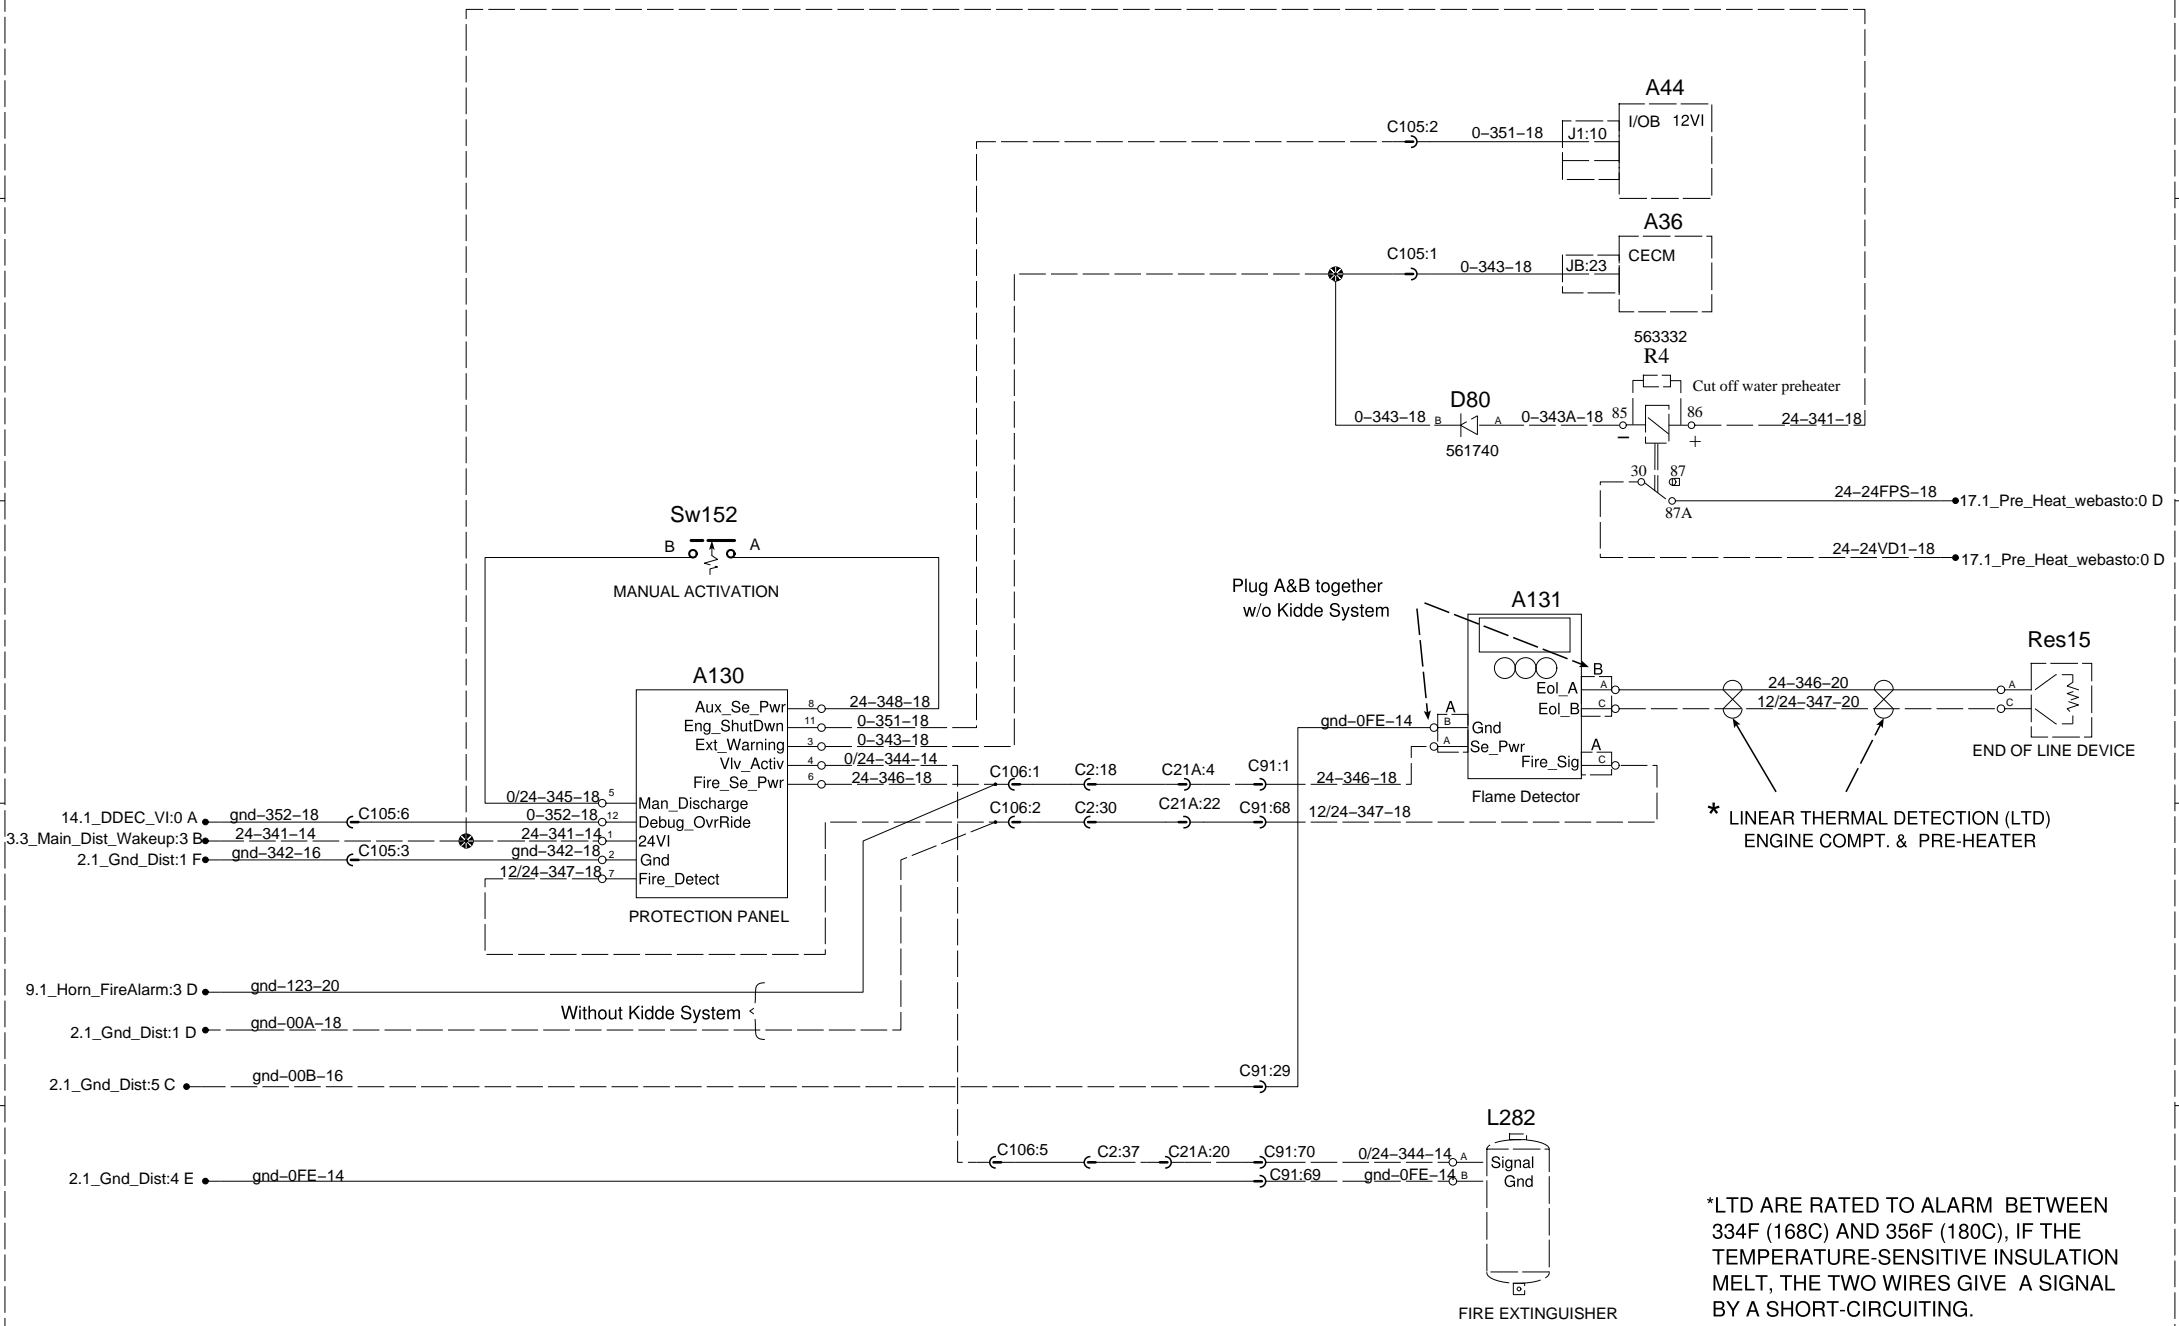 A44
I/OB 12VI
C105:2
0-351-18
J1:10
A36
CECM
C105:1
0-343-18
JB:23
563332
R4
Cut off water preheater
D80
0-343-18
B
A
0-343A-18
85
86
24-341-18
561740
−
+
30
87
87A
24-24FPS-18
17.1_Pre_Heat_webasto:0 D
24-24VD1-18
17.1_Pre_Heat_webasto:0 D
Sw152
B
A
MANUAL ACTIVATION
Plug A&B together
w/o Kidde System
A131
Res15
A130
B
Eol_A
A
24-346-20
A
Eol_B
C
12/24-347-20
C
END OF LINE DEVICE
Aux_Se_Pwr
8
24-348-18
Eng_ShutDwn
11
0-351-18
Ext_Warning
3
0-343-18
Vlv_Activ
4
0/24-344-14
Fire_Se_Pwr
6
24-346-18
gnd-0FE-14
A
B
Gnd
A
Se_Pwr
A
Fire_Sig
C
Flame Detector
C106:1
C2:18
C21A:4
C91:1
24-346-18
C106:2
C2:30
C21A:22
C91:68
12/24-347-18
* LINEAR THERMAL DETECTION (LTD)
ENGINE COMPT. & PRE-HEATER
0/24-345-18
5
Man_Discharge
14.1_DDEC_VI:0 A
gnd-352-18
C105:6
0-352-18
12
Debug_OvrRide
3.3_Main_Dist_Wakeup:3 B
24-341-14
24-341-14
1
24VI
2.1_Gnd_Dist:1 F
gnd-342-16
C105:3
gnd-342-18
2
Gnd
12/24-347-18
7
Fire_Detect
PROTECTION PANEL
9.1_Horn_FireAlarm:3 D
gnd-123-20
Without Kidde System
2.1_Gnd_Dist:1 D
gnd-00A-18
2.1_Gnd_Dist:5 C
gnd-00B-16
C91:29
L282
C106:5
C2:37
C21A:20
C91:70
0/24-344-14
A
Signal
2.1_Gnd_Dist:4 E
gnd-0FE-14
C91:69
gnd-0FE-14
B
Gnd
FIRE EXTINGUISHER
*LTD ARE RATED TO ALARM BETWEEN
334F (168C) AND 356F (180C), IF THE
TEMPERATURE-SENSITIVE INSULATION
MELT, THE TWO WIRES GIVE A SIGNAL
BY A SHORT-CIRCUITING.